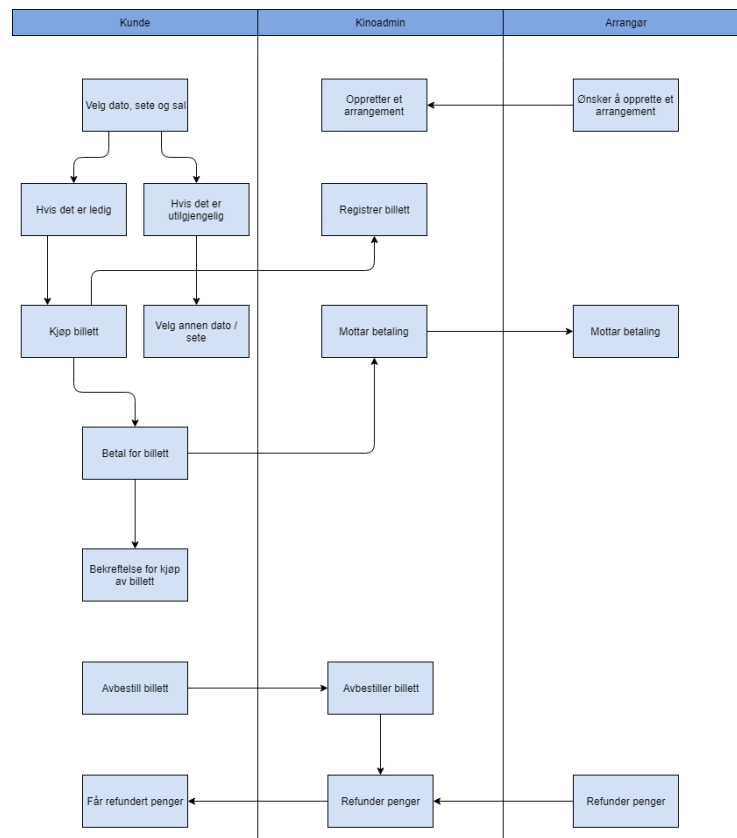 Kunde
Kinoadmin
Arrangør
Velg dato, sete og sal
Oppretter et
arrangement
Ønsker å opprette et
arrangement
Hvis det er ledig
Hvis det er
utilgjengelig
Registrer billett
Kjøp billett
Velg annen dato /
sete
Mottar betaling
Mottar betaling
Betal for billett
Bekreftelse for kjøp
av billett
Avbestill billett
Avbestiller billett
Får refundert penger
Refunder penger
Refunder penger